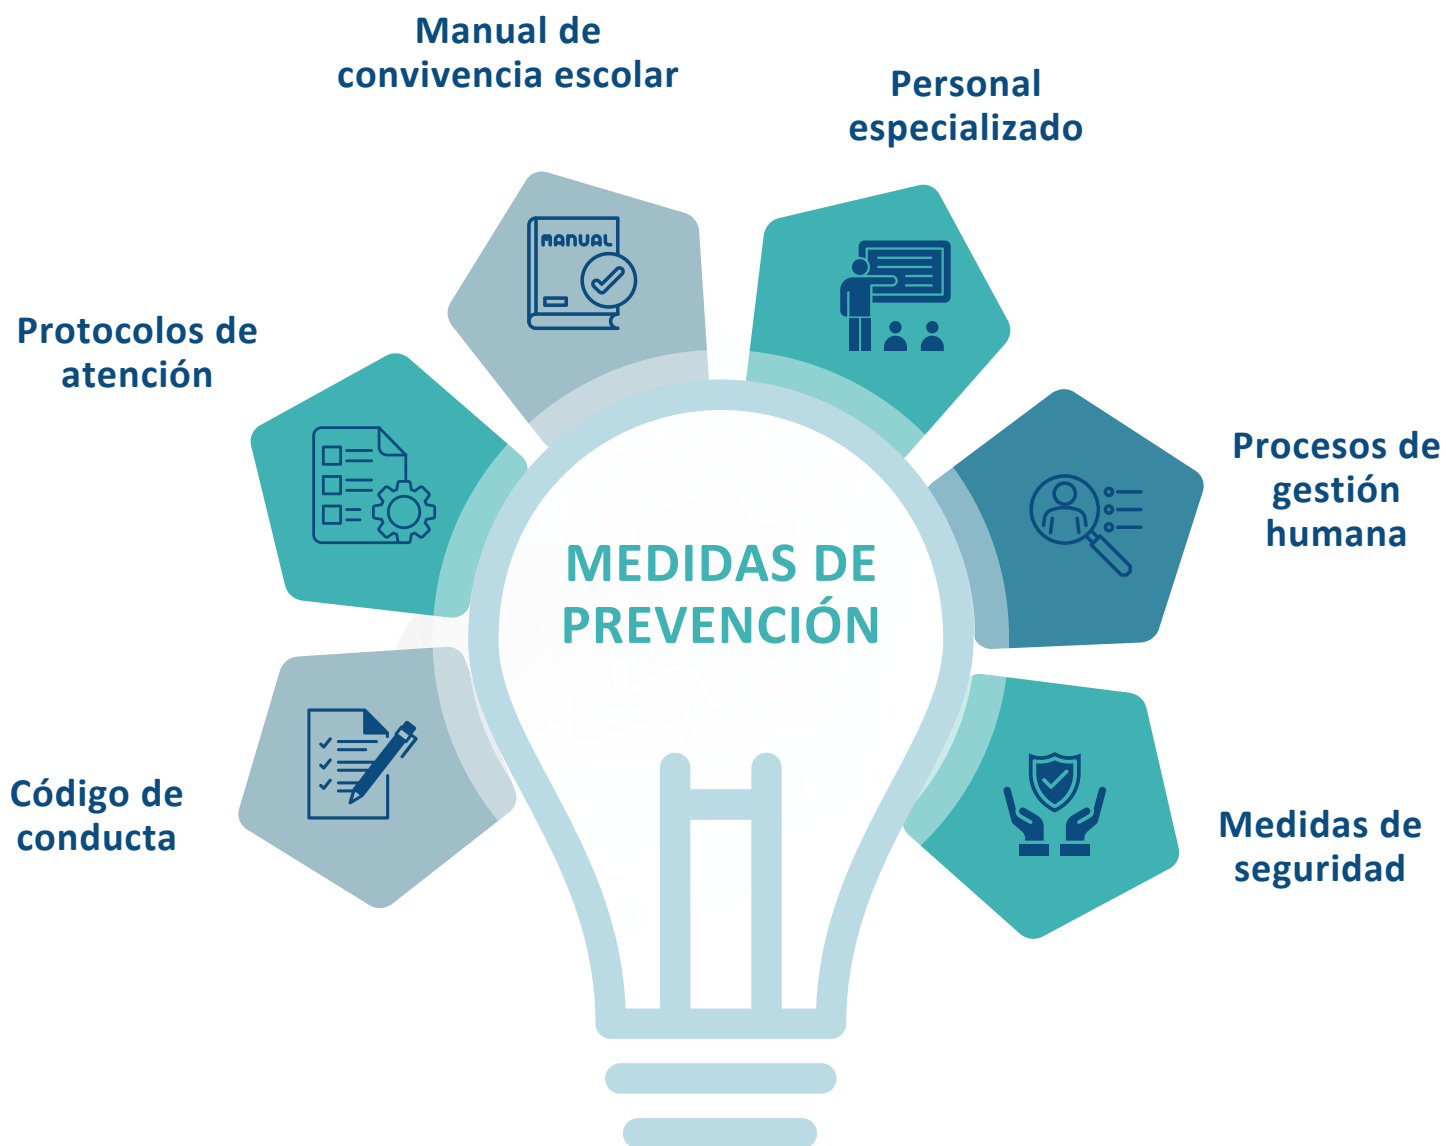 Manual de
convivencia escolar
MANUAL
Personal
especializado
Protocolos de
atención
Procesos de
gestión
humana
MEDIDAS DE
PREVENCIÓN
Código de
conducta
Medidas de
seguridad